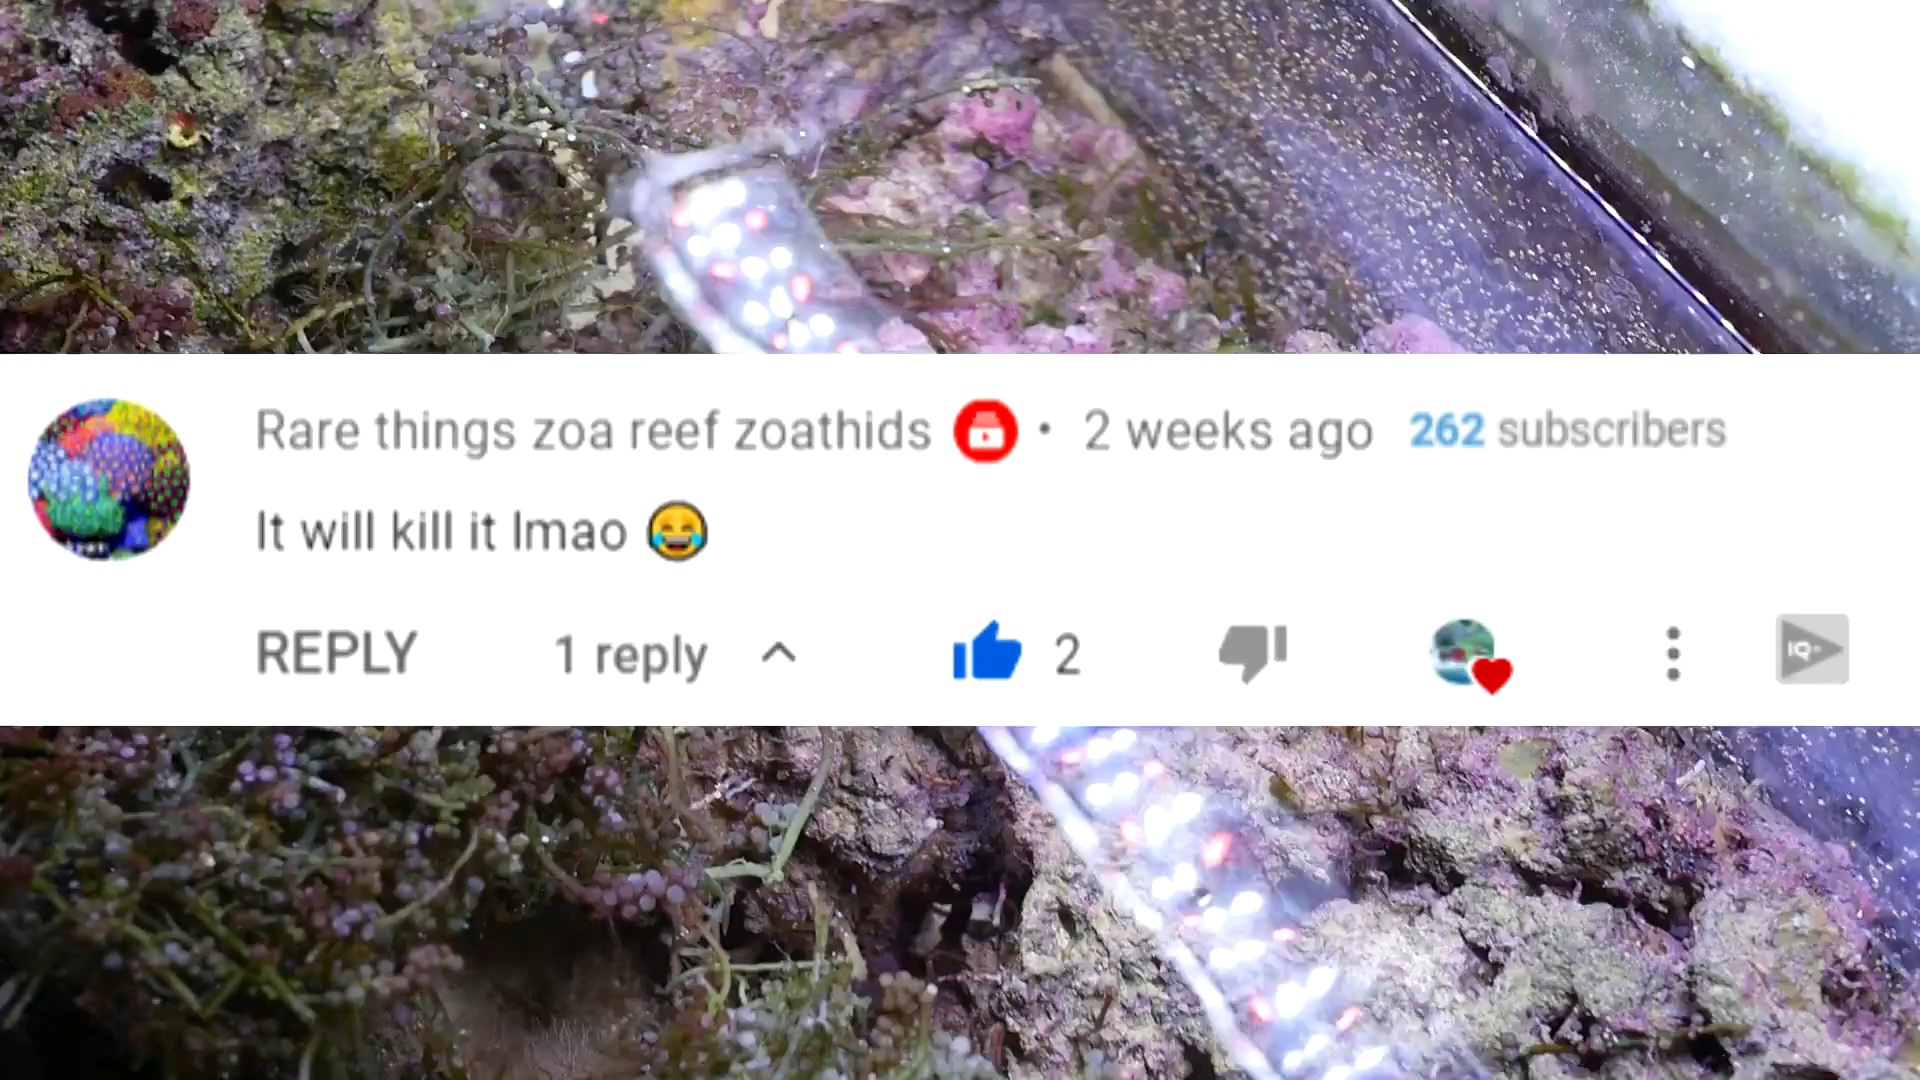 Rare things zoa reef zoathids • 2 weeks ago 262 subscribers
It will kill it lmao 😂
REPLY 1 reply 2
IQ